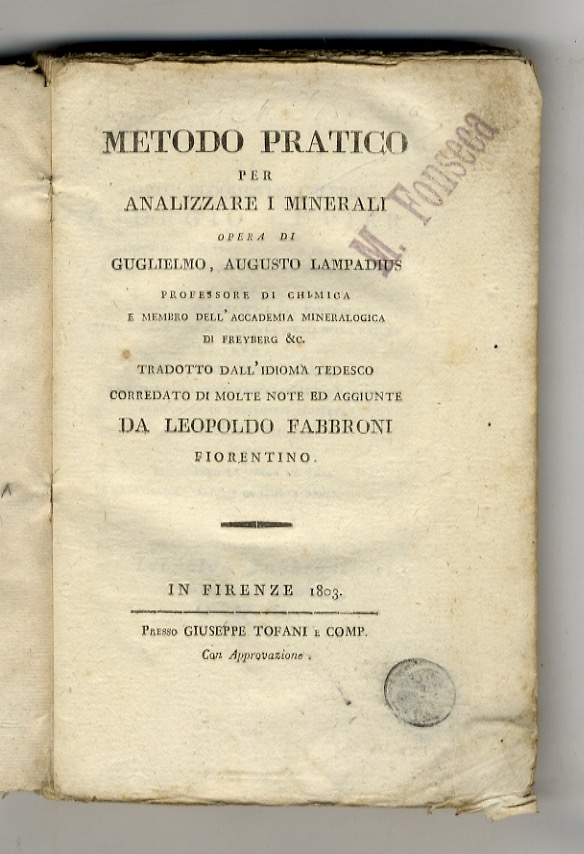 METODO PRATICO
PER
ANALIZZARE I MINERALI
OPERA DI
GUGLIELMO, AUGUSTO LAMPADIUS
PROFESSORE DI CHIMICA
E MEMBRO DELL'ACCADEMIA MINERALOGICA
DI FREYBERG &C.
TRADOTTO DALL'IDIOMA TEDESCO
CORREDATO DI MOLTE NOTE ED AGGIUNTE
DA LEOPOLDO FABBRONI
FIORENTINO.
IN FIRENZE 1803.
PRESSO GIUSEPPE TOFANI E COMP.
Con Approvazione.
M. Fonseca